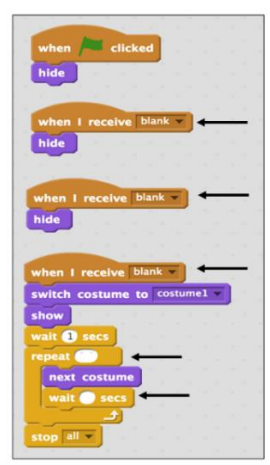 when clicked
hide
when I receive blank
hide
when I receive blank
hide
when I receive blank
switch costume to costume1
show
wait 1 secs
repeat
next costume
wait secs
stop all